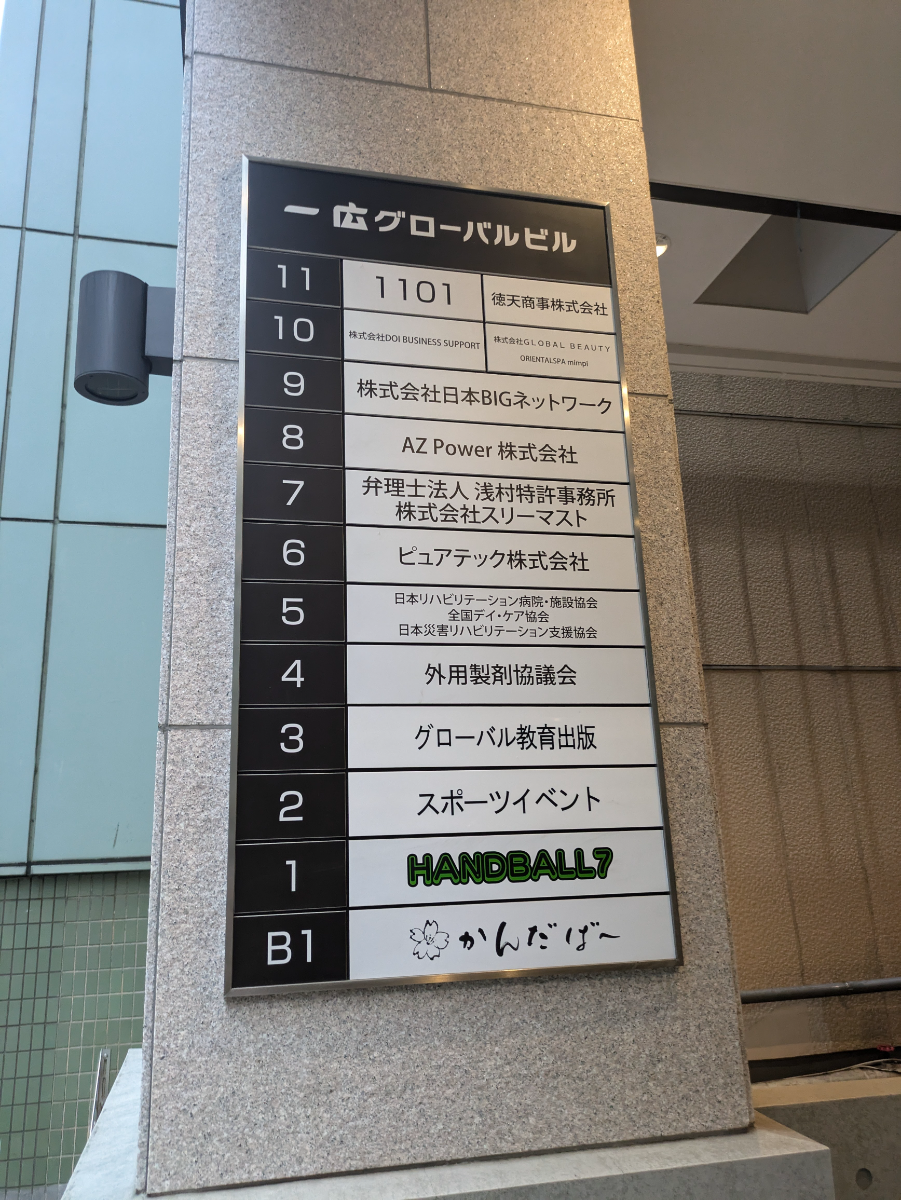 一広グローバルビル
11 1101 徳天商事株式会社
10 株式会社DOI BUSINESS SUPPORT 株式会社GLOBAL BEAUTY
ORIENTALSPA mimpi
9 株式会社日本BIGネットワーク
8 AZ Power 株式会社
7 弁理士法人 浅村特許事務所
株式会社スリーマスト
6 ピュアテック株式会社
5 日本リハビリテーション病院・施設協会
全国デイ・ケア協会
日本災害リハビリテーション支援協会
4 外用製剤協議会
3 グローバル教育出版
2 スポーツイベント
1 HANDBALL7
B1 かんだばー